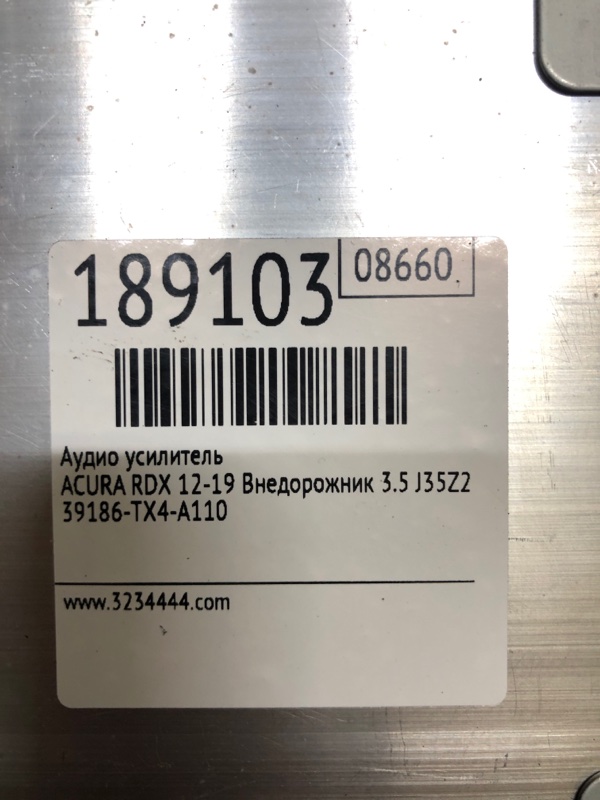 189103
08660
Аудио усилитель
ACURA RDX 12-19 Внедорожник 3.5 J35Z2
39186-TX4-A110
www.3234444.com